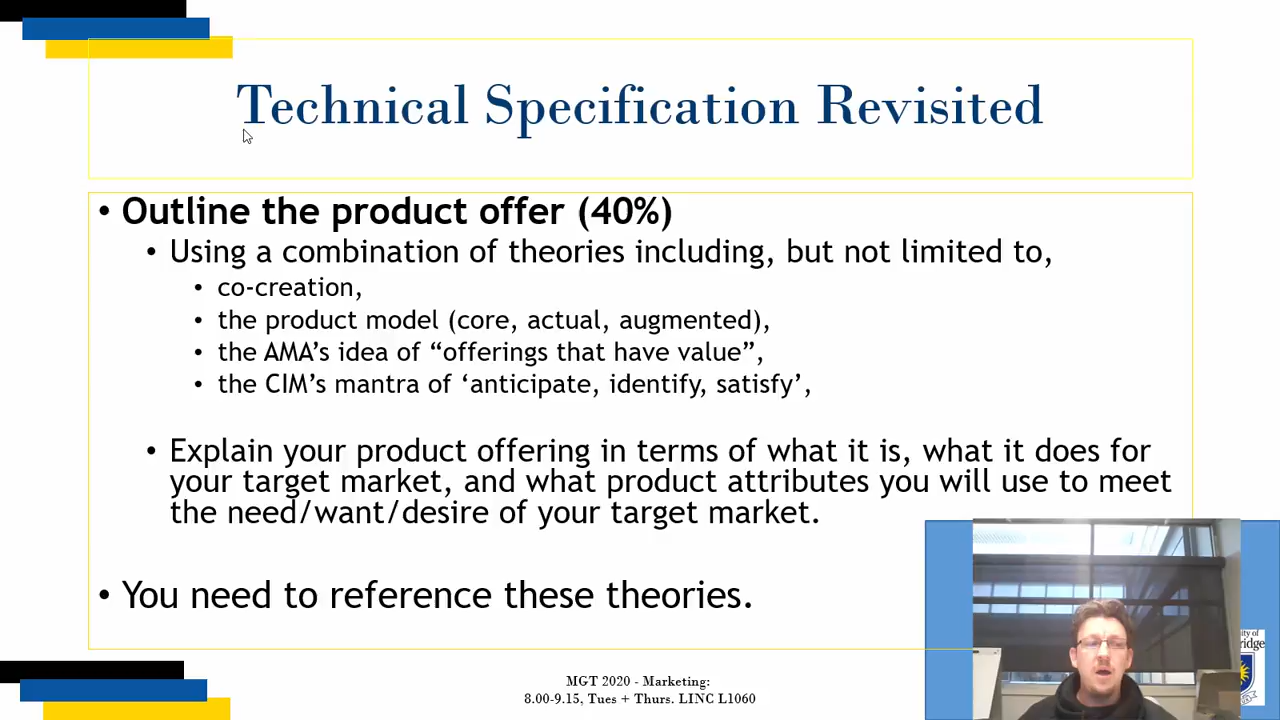 Technical Specification Revisited
• Outline the product offer (40%)
• Using a combination of theories including, but not limited to,
• co-creation,
• the product model (core, actual, augmented),
• the AMA's idea of “offerings that have value”,
• the CIM's mantra of ‘anticipate, identify, satisfy’,
• Explain your product offering in terms of what it is, what it does for
your target market, and what product attributes you will use to meet
the need/want/desire of your target market.
• You need to reference these theories.
MGT 2020 - Marketing:
8.00-9.15, Tues + Thurs. LINC L1060